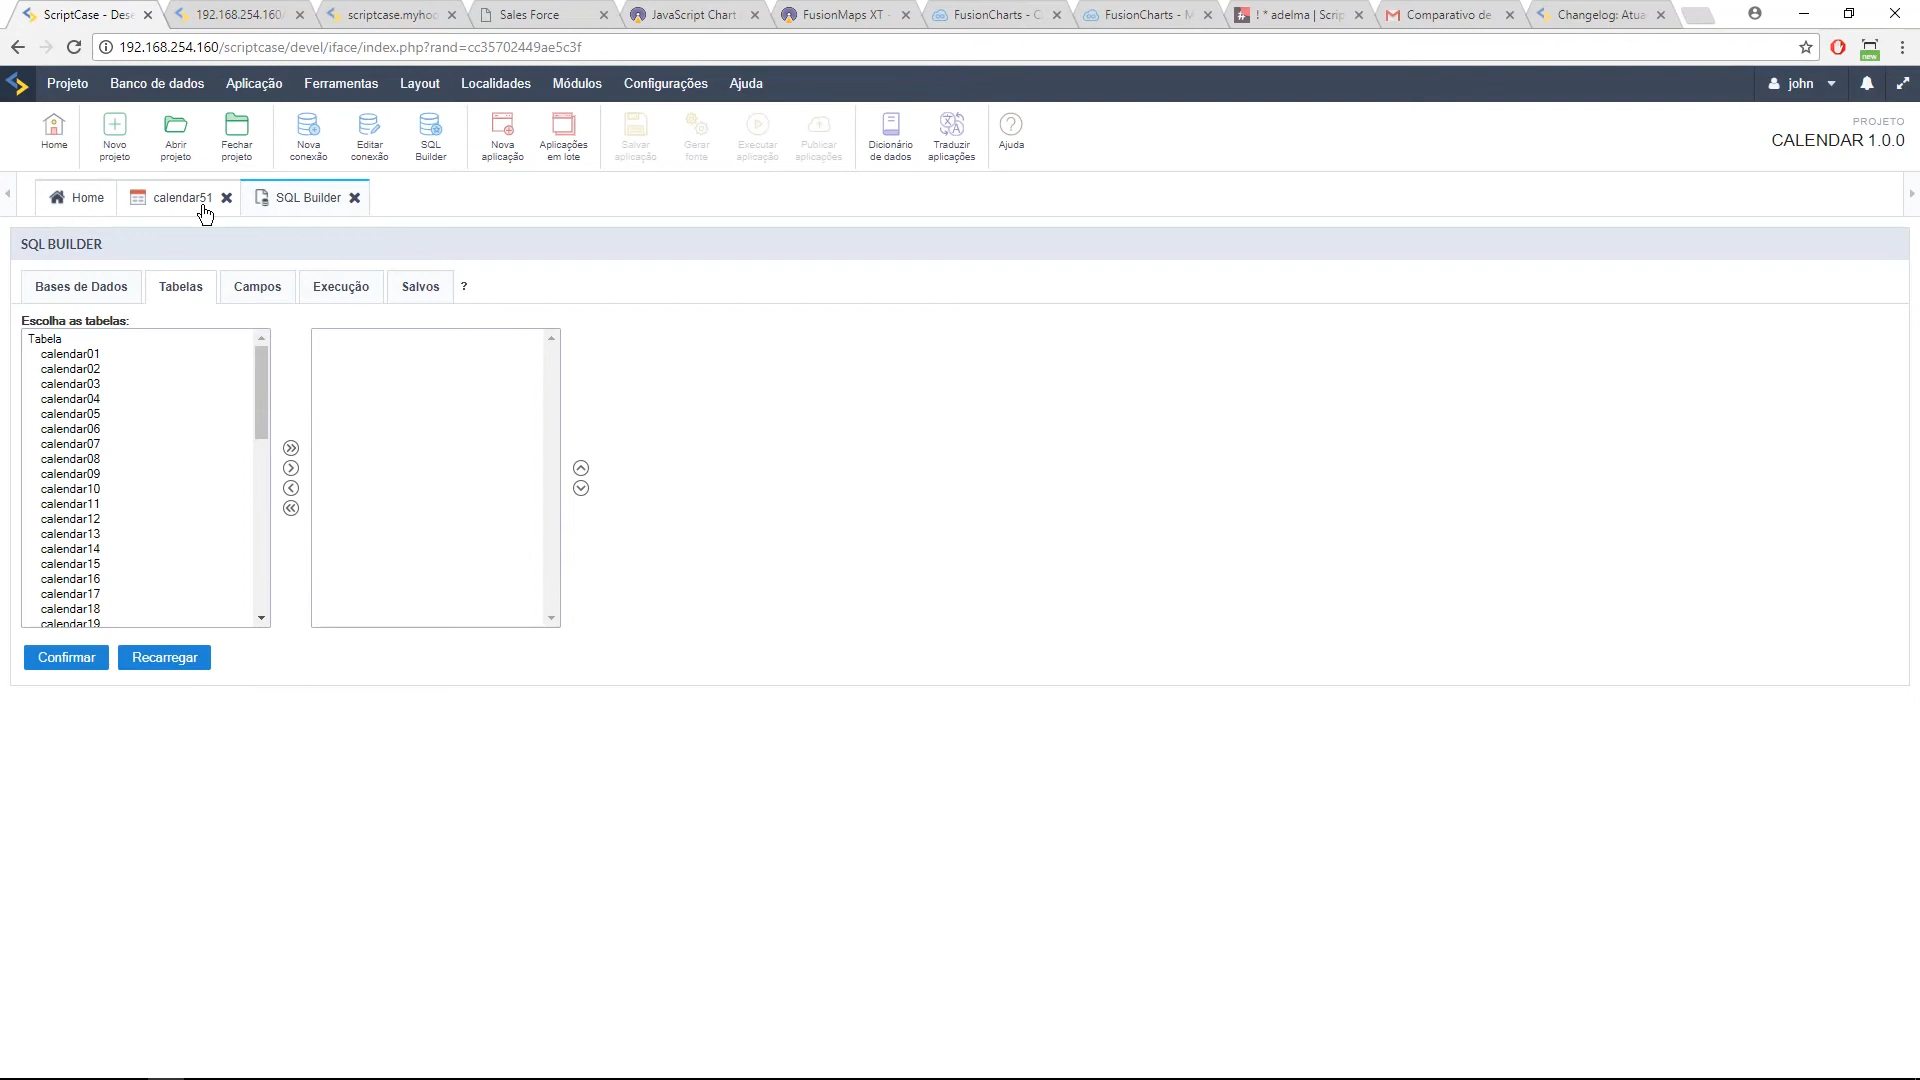 ScriptCase - Des
192.168.254.160/
scriptcase.myhoo
Sales Force
JavaScript Chart
FusionMaps XT -
FusionCharts - C
FusionCharts - M
! * adelma | Scrip
Comparativo de
Changelog: Atua
192.168.254.160/scriptcase/devel/iface/index.php?rand=cc35702449ae5c3f
new
Projeto Banco de dados Aplicação Ferramentas Layout Localidades Módulos Configurações Ajuda john
Home
Novo projeto
Abrir projeto
Fechar projeto
Nova conexão
Editar conexão
SQL Builder
Nova aplicação
Aplicações em lote
Salvar aplicação
Gerar fonte
Executar aplicação
Publicar aplicações
Dicionário de dados
Traduzir aplicações
Ajuda
PROJETO
CALENDAR 1.0.0
Home calendar51 SQL Builder
SQL BUILDER
Bases de Dados Tabelas Campos Execução Salvos ?
Escolha as tabelas:
Tabela
calendar01
calendar02
calendar03
calendar04
calendar05
calendar06
calendar07
calendar08
calendar09
calendar10
calendar11
calendar12
calendar13
calendar14
calendar15
calendar16
calendar17
calendar18
calendar19
Confirmar Recarregar